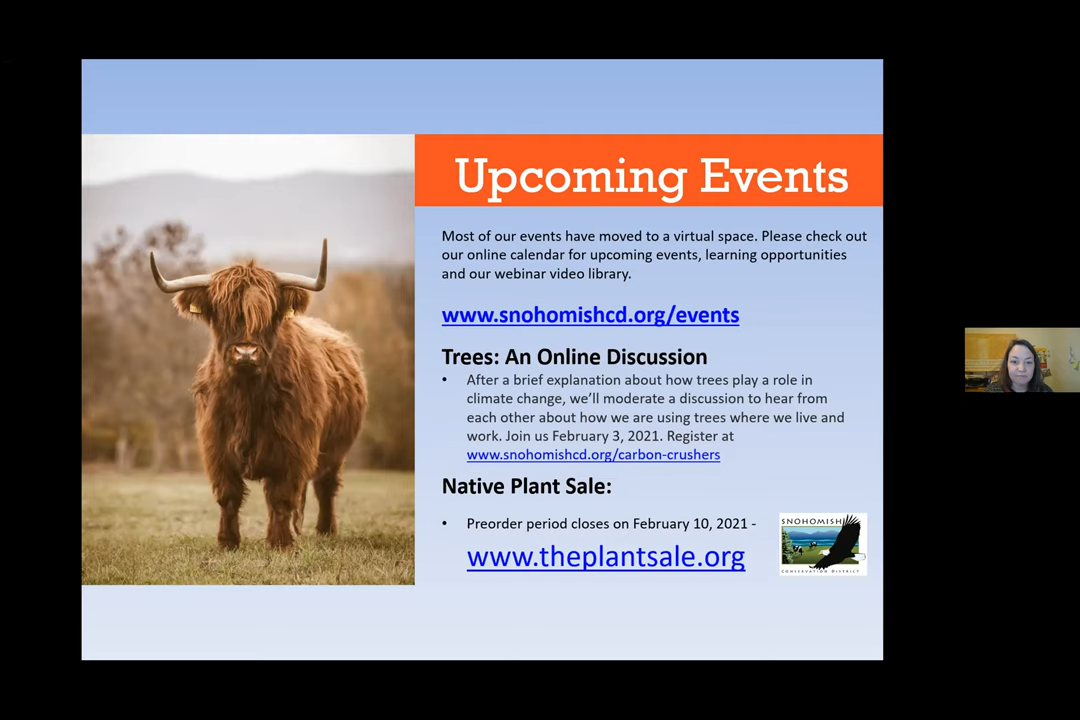 Upcoming Events
Most of our events have moved to a virtual space. Please check out
our online calendar for upcoming events, learning opportunities
and our webinar video library.
www.snohomishcd.org/events
Trees: An Online Discussion
• After a brief explanation about how trees play a role in
climate change, we’ll moderate a discussion to hear from
each other about how we are using trees where we live and
work. Join us February 3, 2021. Register at
www.snohomishcd.org/carbon-crushers
Native Plant Sale:
• Preorder period closes on February 10, 2021 -
www.theplantsale.org
SNOHOMISH
CONSERVATION DISTRICT